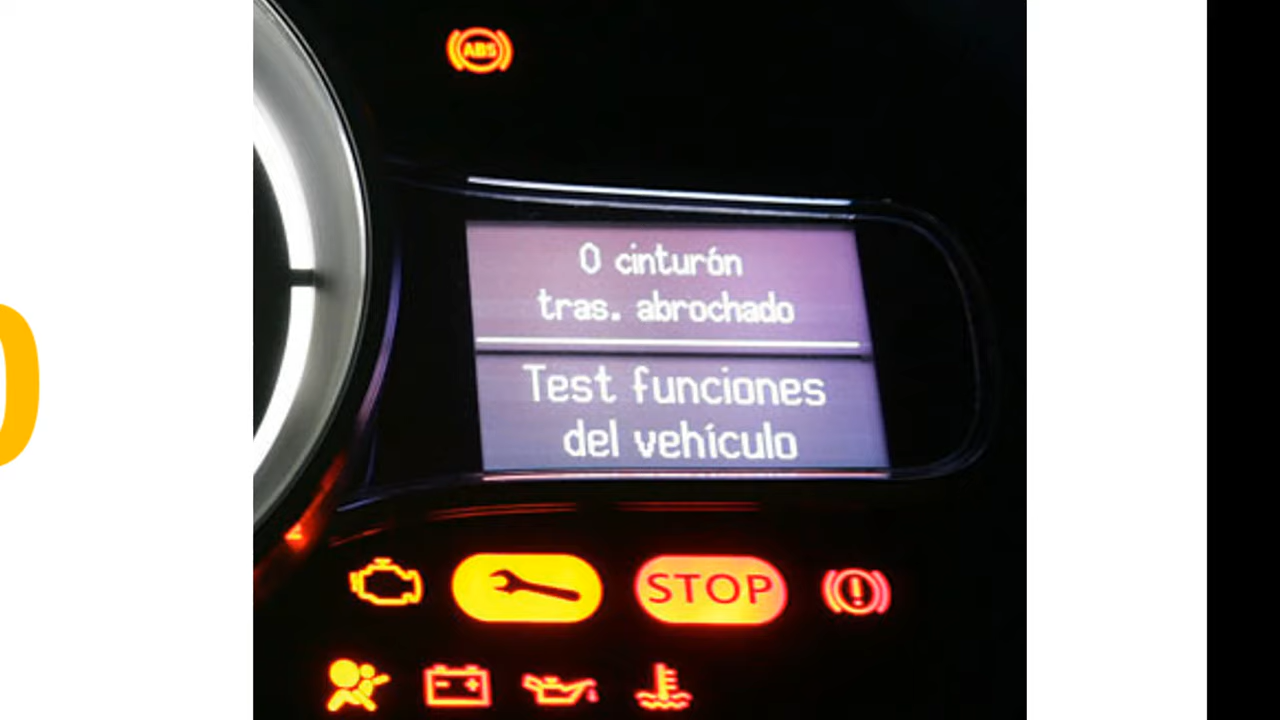 ABS
0 cinturón
tras. abrochado
Test funciones
del vehículo
STOP